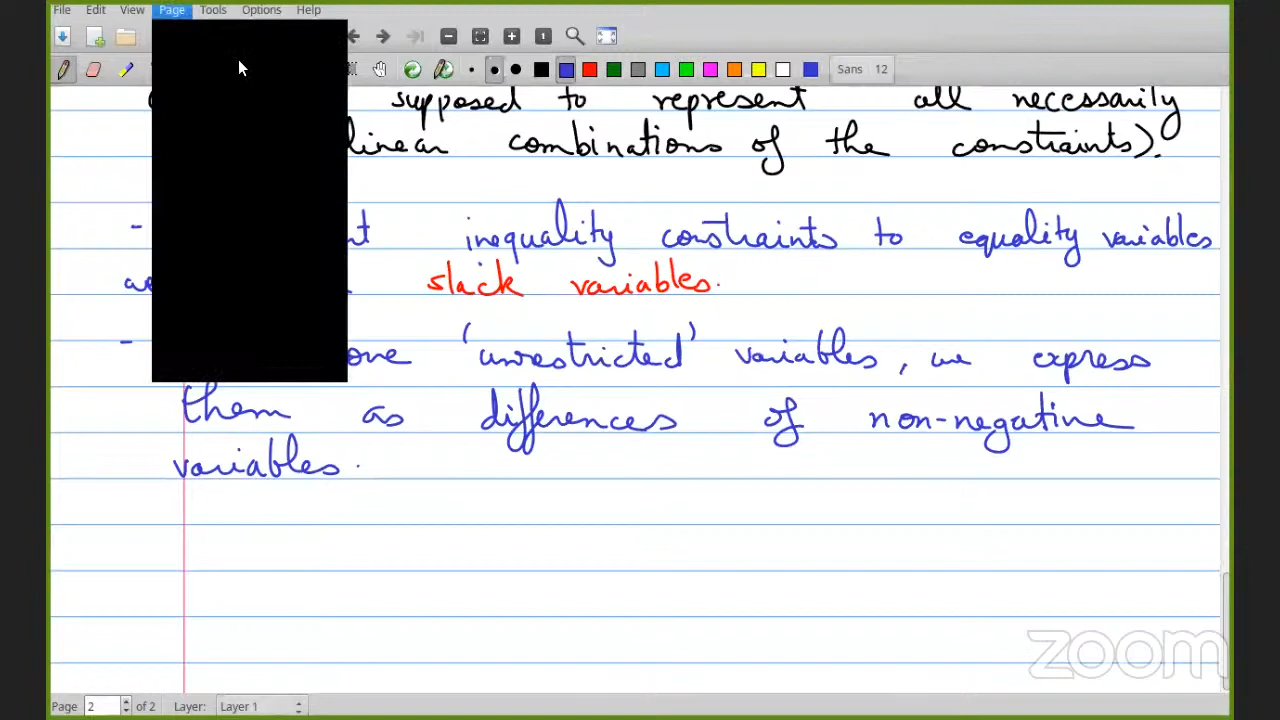 File Edit View Page Tools Options Help
Sans 12
supposed to represent all necessarily
linear combinations of the constraints).
- inequality constraints to equality variables
slack variables.
- 'unrestricted' variables, we express
them as differences of non-negative
variables.
zoom
Page 2 of 2 Layer: Layer 1